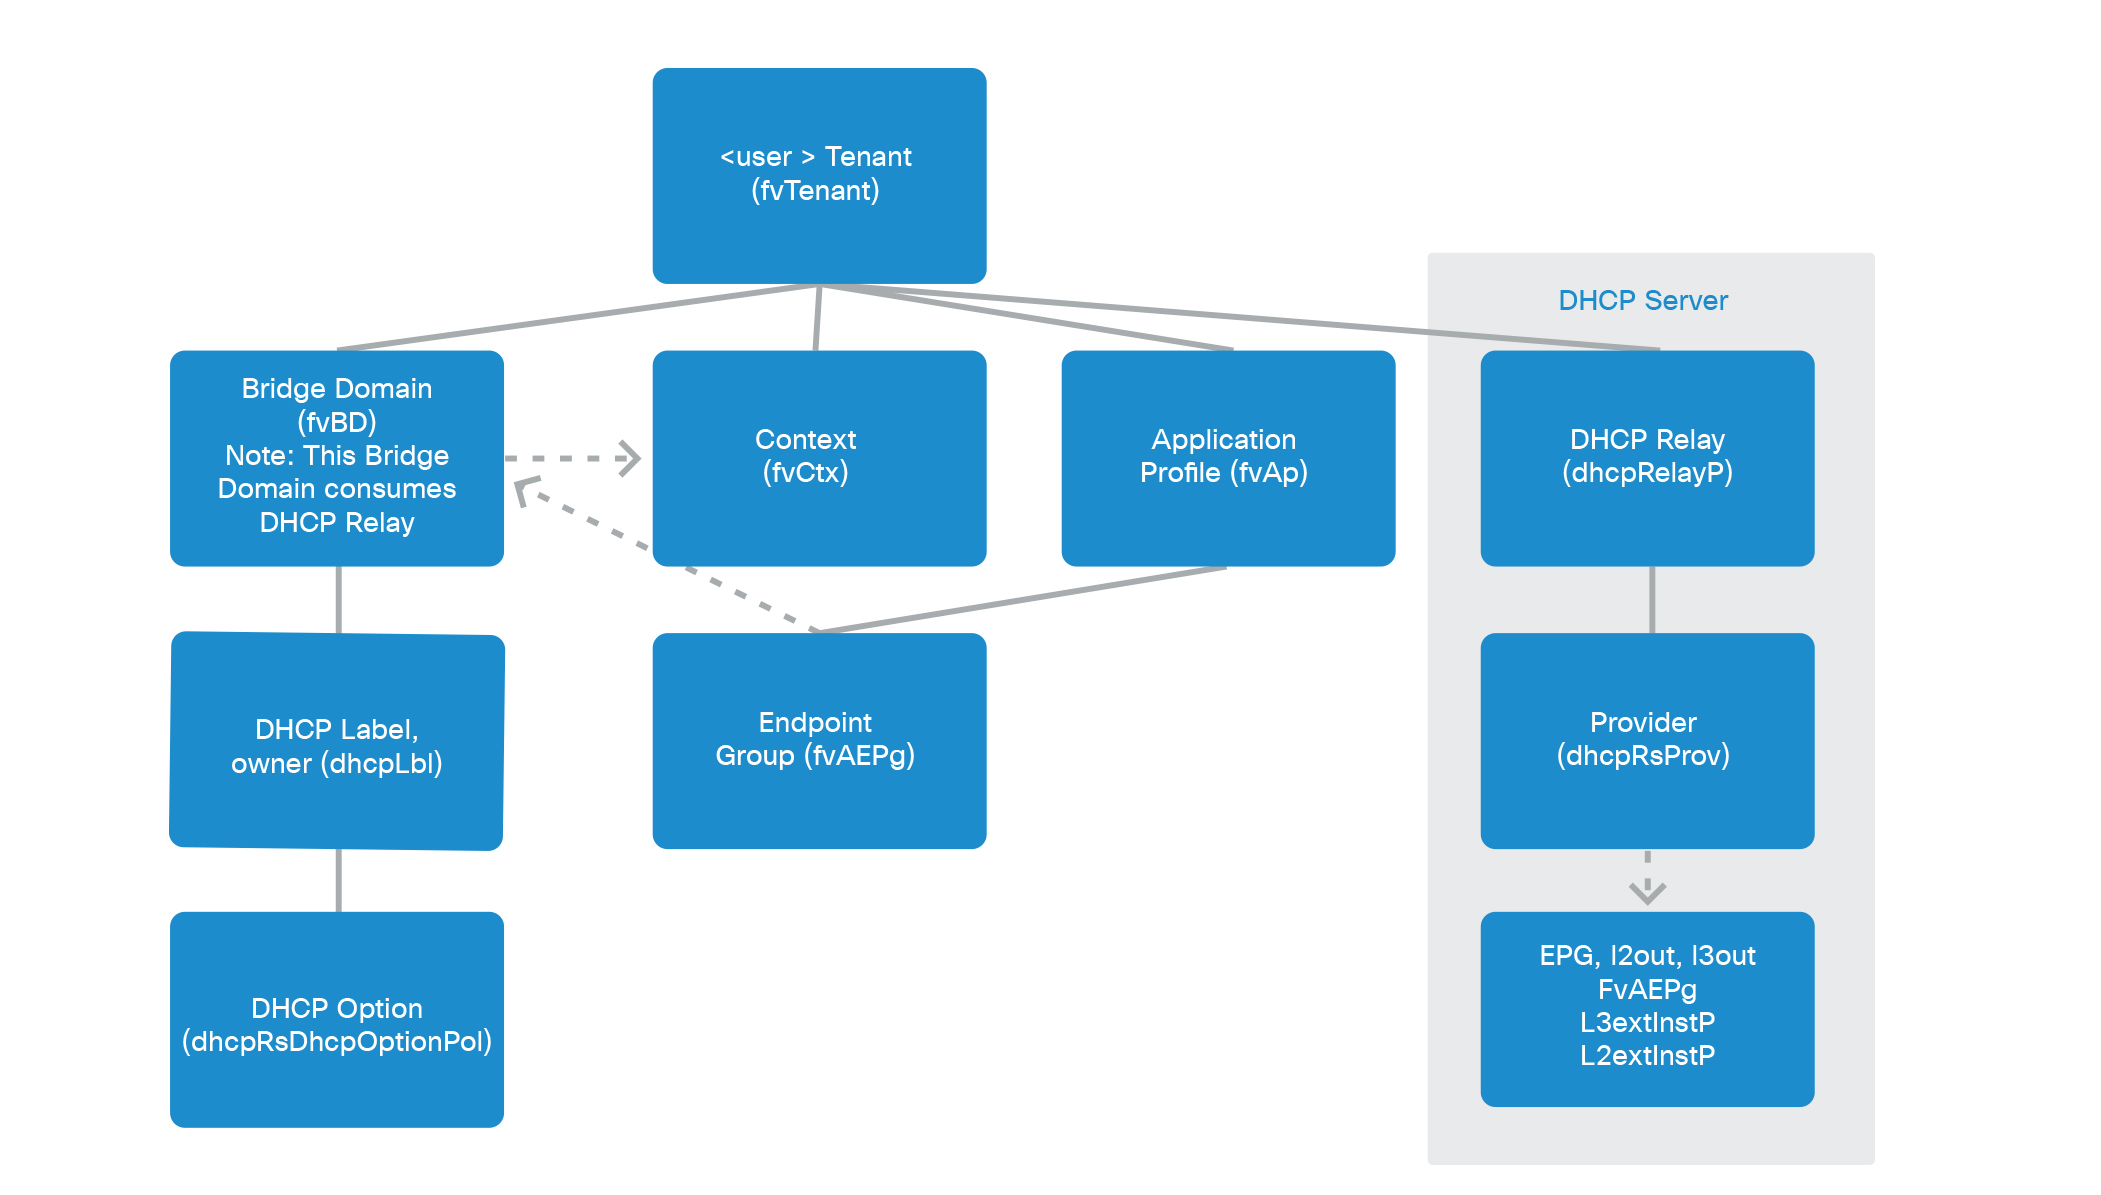 <user > Tenant
(fvTenant)
DHCP Server
Bridge Domain
(fvBD)
Note: This Bridge
Domain consumes
DHCP Relay
Context
(fvCtx)
Application
Profile (fvAp)
DHCP Relay
(dhcpRelayP)
DHCP Label,
owner (dhcpLbl)
Endpoint
Group (fvAEPg)
Provider
(dhcpRsProv)
DHCP Option
(dhcpRsDhcpOptionPol)
EPG, l2out, l3out
FvAEPg
L3extInstP
L2extInstP